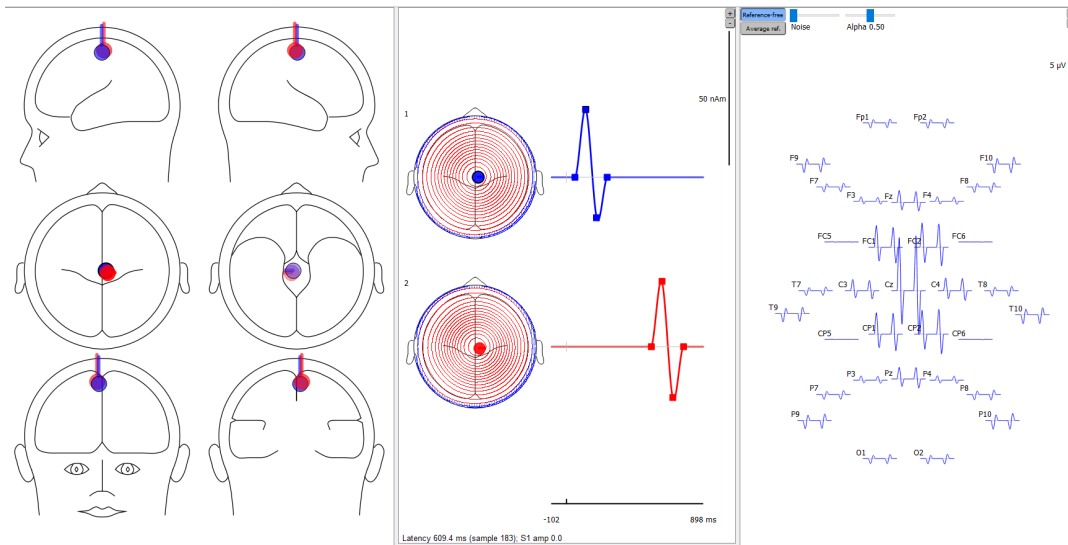 Reference-free
Average ref.
Noise
Alpha 0.50
+
-
50 nAm
5 µV
1
2
Fp1 Fp2
F9 F10
F7 F8
F3 Fz F4
FC5 FC1 FC2 FC6
T7 C3 Cz C4 T8
T9 T10
CP5 CP1 CP2 CP6
P3 Pz P4
P7 P8
P9 P10
O1 O2
-102 898 ms
Latency 609.4 ms (sample 183); S1 amp 0.0